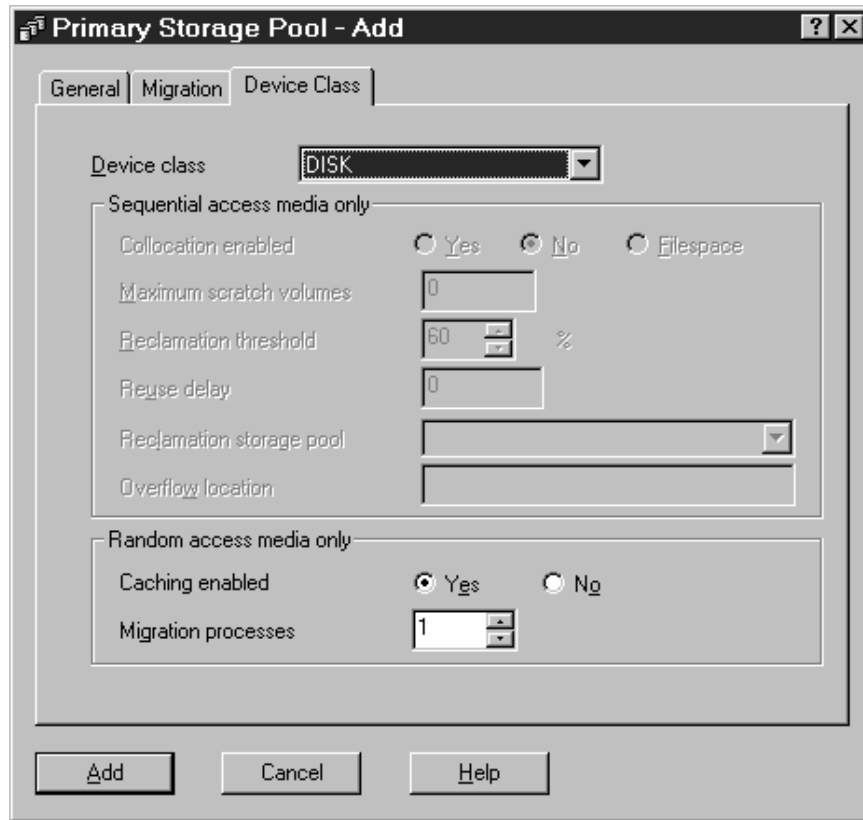 Primary Storage Pool - Add
General Migration Device Class
Device class DISK
Sequential access media only
Collocation enabled Yes No Filespace
Maximum scratch volumes 0
Reclamation threshold 60 %
Reuse delay 0
Reclamation storage pool
Overflow location
Random access media only
Caching enabled Yes No
Migration processes 1
Add Cancel Help